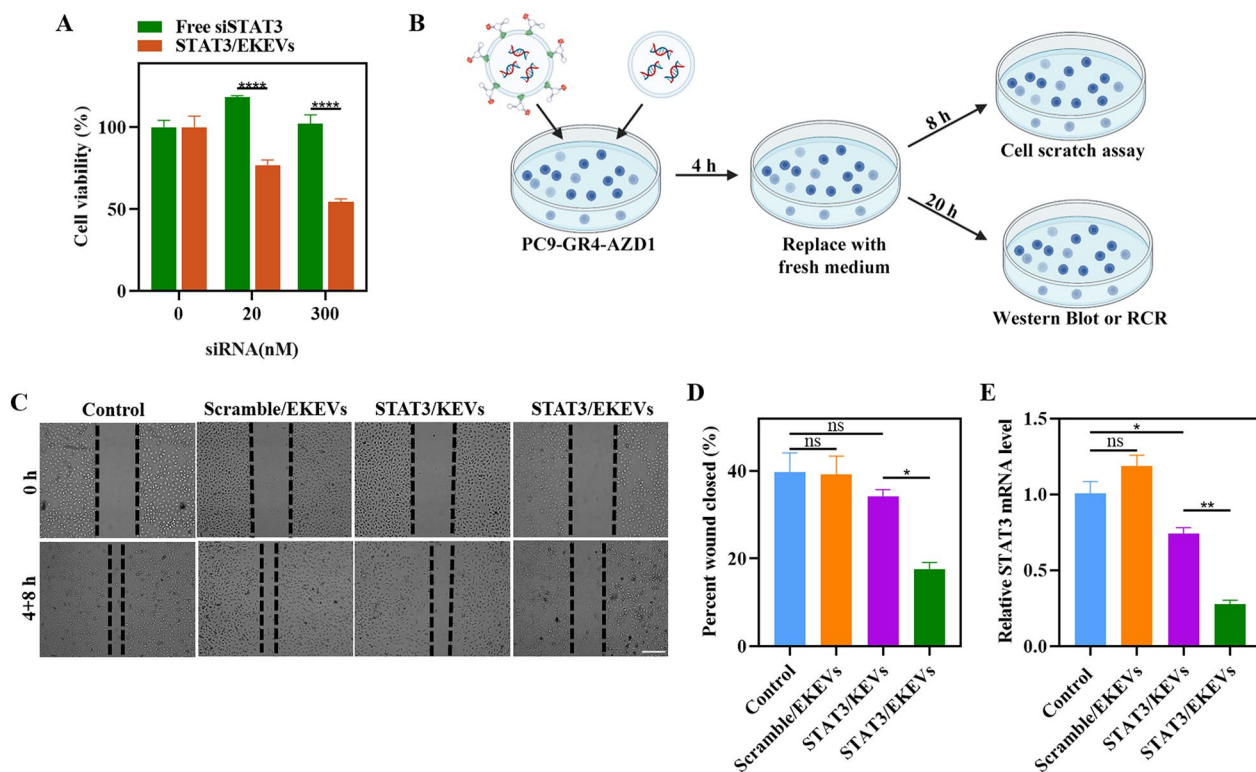 A
Free siSTAT3
STAT3/EKEVs
****
****
Cell viability (%)
100
50
0
0 20 300
siRNA(nM)
B
PC9-GR4-AZD1
4 h
Replace with
fresh medium
8 h
Cell scratch assay
20 h
Western Blot or RCR
C
Control Scramble/EKEVs STAT3/KEVs STAT3/EKEVs
0 h
4+8 h
D
Percent wound closed (%)
40
20
0
ns
ns
*
Control
Scramble/EKEVs
STAT3/KEVs
STAT3/EKEVs
E
Relative STAT3 mRNA level
1.5
1.0
0.5
0.0
*
ns
**
Control
Scramble/EKEVs
STAT3/KEVs
STAT3/EKEVs